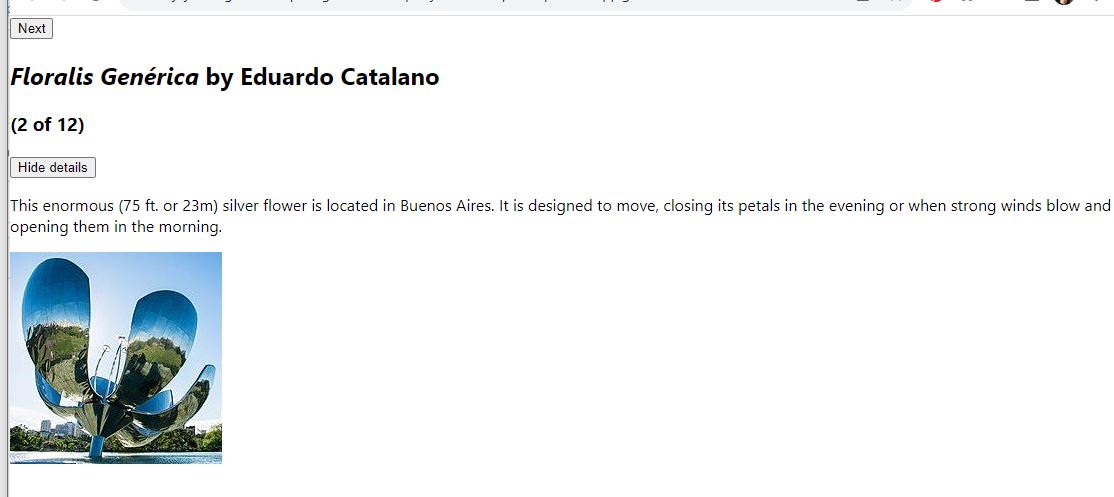 Next
Floralis Genérica by Eduardo Catalano
(2 of 12)
Hide details
This enormous (75 ft. or 23m) silver flower is located in Buenos Aires. It is designed to move, closing its petals in the evening or when strong winds blow and
opening them in the morning.